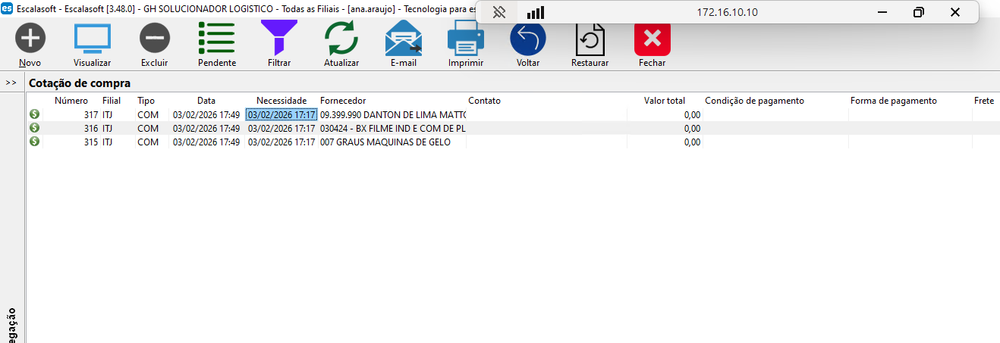 es Escalasoft - Escalasoft [3.48.0] - GH SOLUCIONADOR LOGISTICO - Todas as Filiais - [ana.araujo] - Tecnologia para es
172.16.10.10
Novo Visualizar Excluir Pendente Filtrar Atualizar E-mail Imprimir Voltar Restaurar Fechar
>> Cotação de compra
Número Filial Tipo Data Necessidade Fornecedor Contato Valor total Condição de pagamento Forma de pagamento Frete
$ 317 ITJ COM 03/02/2026 17:49 03/02/2026 17:17 09.399.990 DANTON DE LIMA MATTO 0,00
$ 316 ITJ COM 03/02/2026 17:49 03/02/2026 17:17 030424 - BX FILME IND E COM DE PL 0,00
$ 315 ITJ COM 03/02/2026 17:49 03/02/2026 17:17 007 GRAUS MAQUINAS DE GELO 0,00
egação